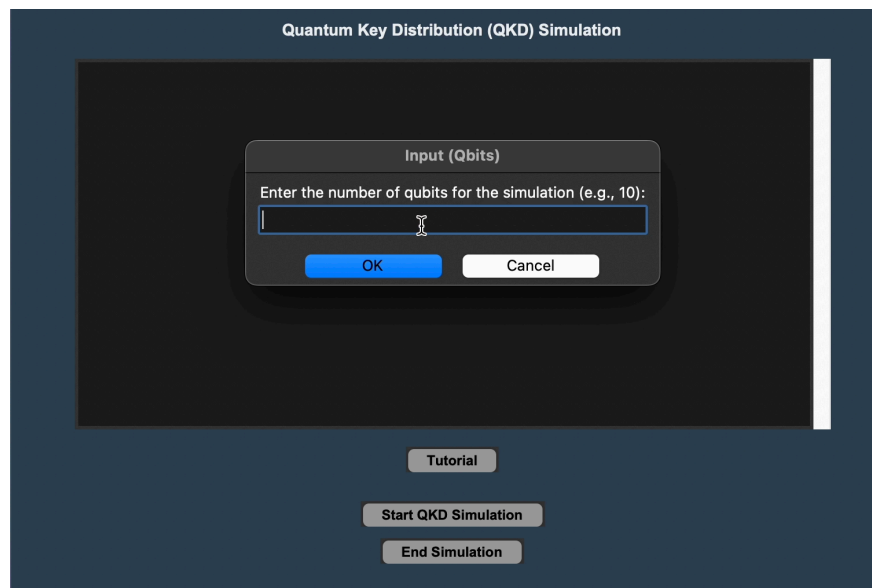 Quantum Key Distribution (QKD) Simulation
Input (Qbits)
Enter the number of qubits for the simulation (e.g., 10):
OK
Cancel
Tutorial
Start QKD Simulation
End Simulation